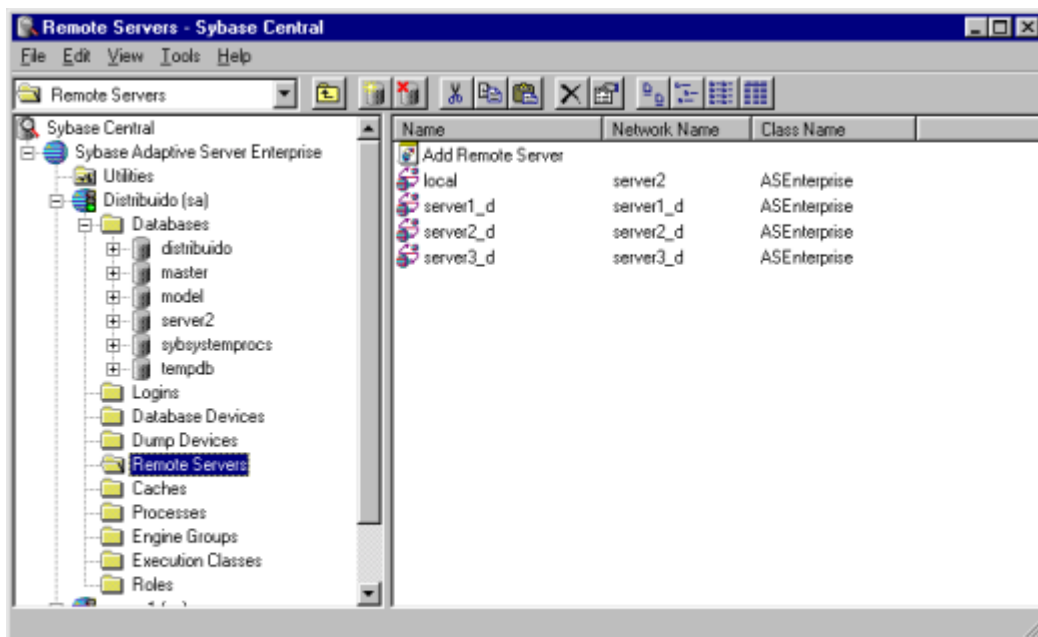 Remote Servers - Sybase Central
File Edit View Tools Help
Remote Servers
Sybase Central
Sybase Adaptive Server Enterprise
Utilities
Distribuido (sa)
Databases
distribuido
master
model
server2
sybsystemprocs
tempdb
Logins
Database Devices
Dump Devices
Remote Servers
Caches
Processes
Engine Groups
Execution Classes
Roles
Name Network Name Class Name
Add Remote Server
local server2 ASEnterprise
server1_d server1_d ASEnterprise
server2_d server2_d ASEnterprise
server3_d server3_d ASEnterprise